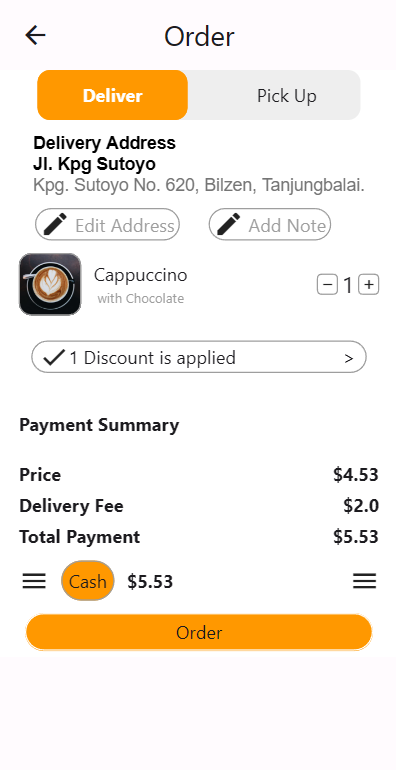 Order
Deliver Pick Up
Delivery Address
Jl. Kpg Sutoyo
Kpg. Sutoyo No. 620, Bilzen, Tanjungbalai.
Edit Address Add Note
Cappuccino
with Chocolate
− 1 +
1 Discount is applied >
Payment Summary
Price $4.53
Delivery Fee $2.0
Total Payment $5.53
Cash $5.53
Order